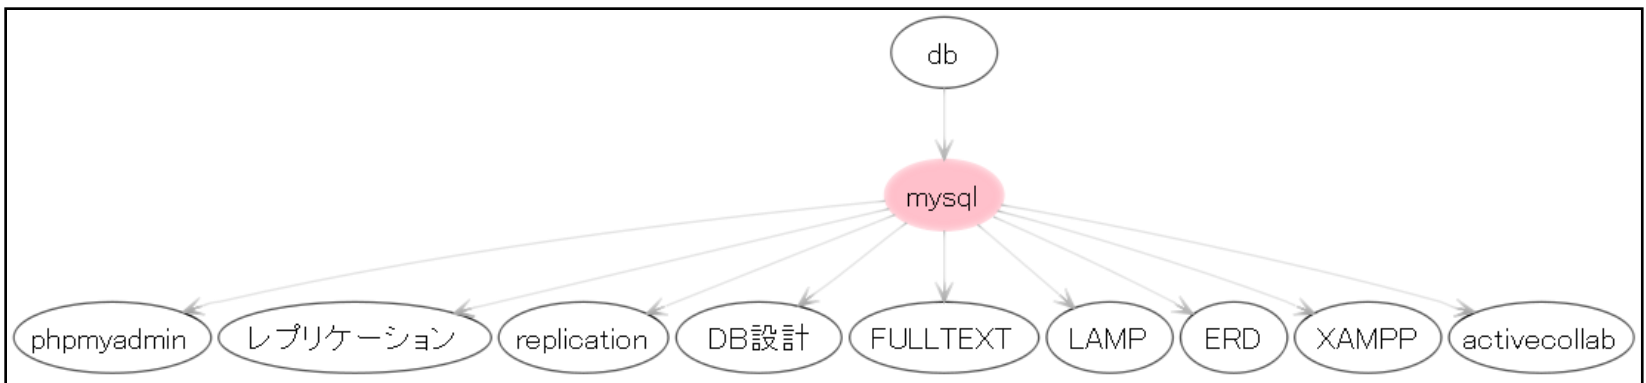 db
mysql
phpmyadmin
レプリケーション
replication
DB設計
FULLTEXT
LAMP
ERD
XAMPP
activecollab